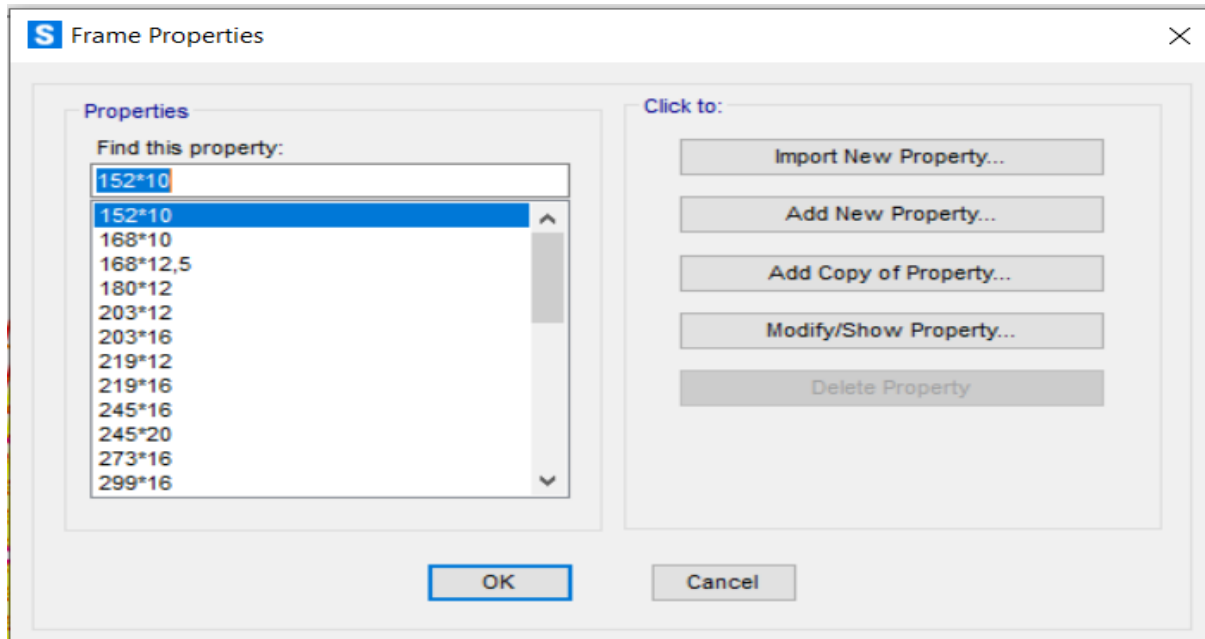 S Frame Properties
Properties
Find this property:
152*10
152*10
168*10
168*12,5
180*12
203*12
203*16
219*12
219*16
245*16
245*20
273*16
299*16
Click to:
Import New Property...
Add New Property...
Add Copy of Property...
Modify/Show Property...
Delete Property
OK
Cancel